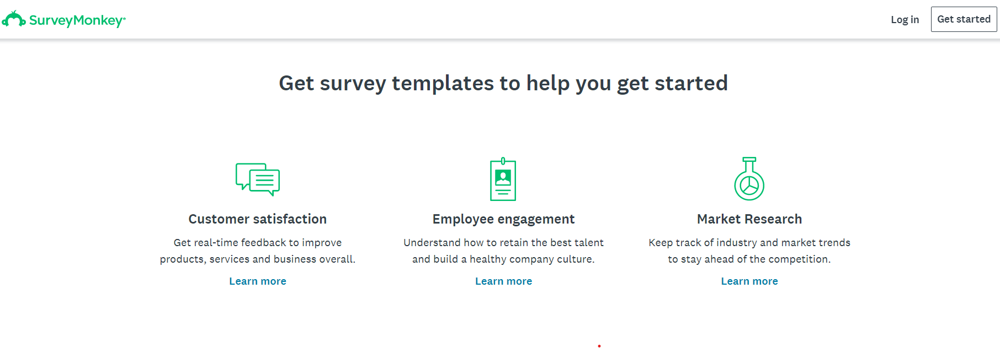 SurveyMonkey®
Log in
Get started
Get survey templates to help you get started
Customer satisfaction
Get real-time feedback to improve
products, services and business overall.
Learn more
Employee engagement
Understand how to retain the best talent
and build a healthy company culture.
Learn more
Market Research
Keep track of industry and market trends
to stay ahead of the competition.
Learn more